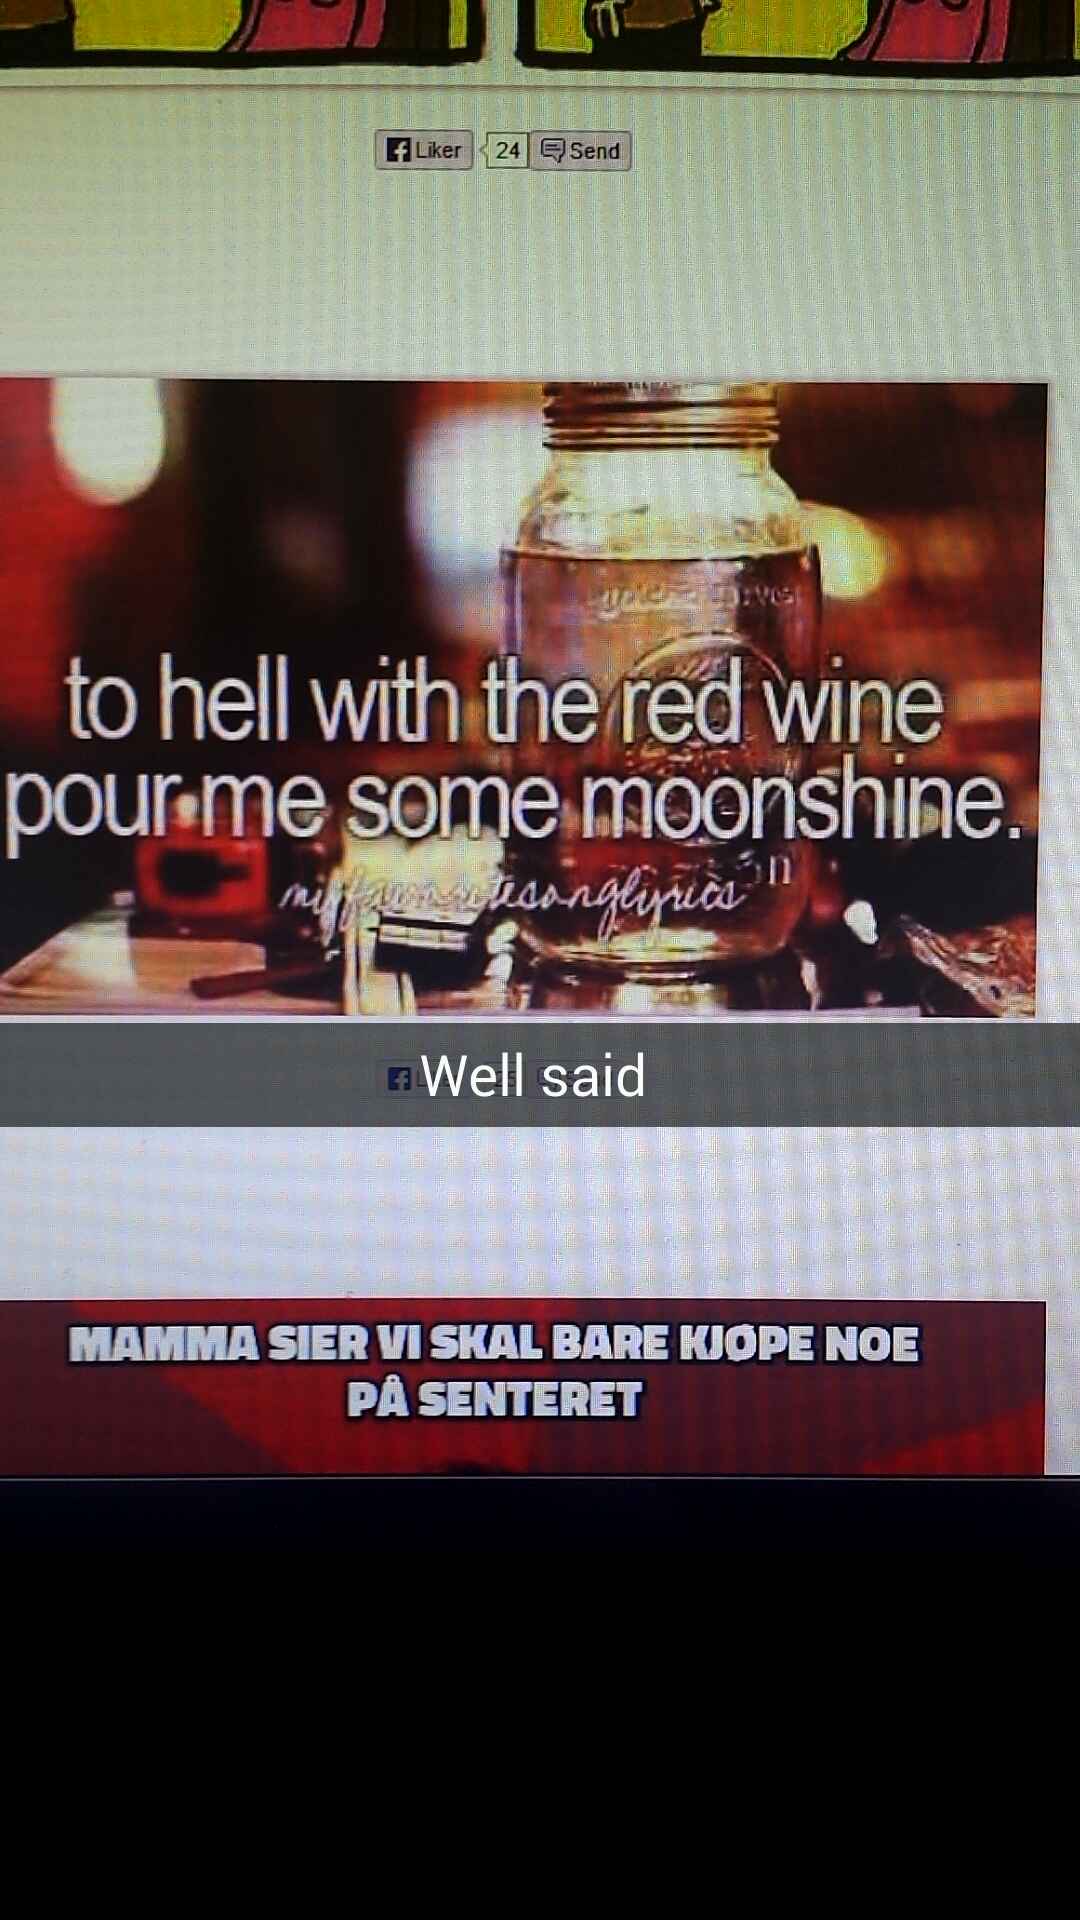 Liker 24 Send
to hell with the red wine
pour me some moonshine.
myfavoritesonglyrics
Well said
MAMMA SIER VI SKAL BARE KJØPE NOE
PÅ SENTERET